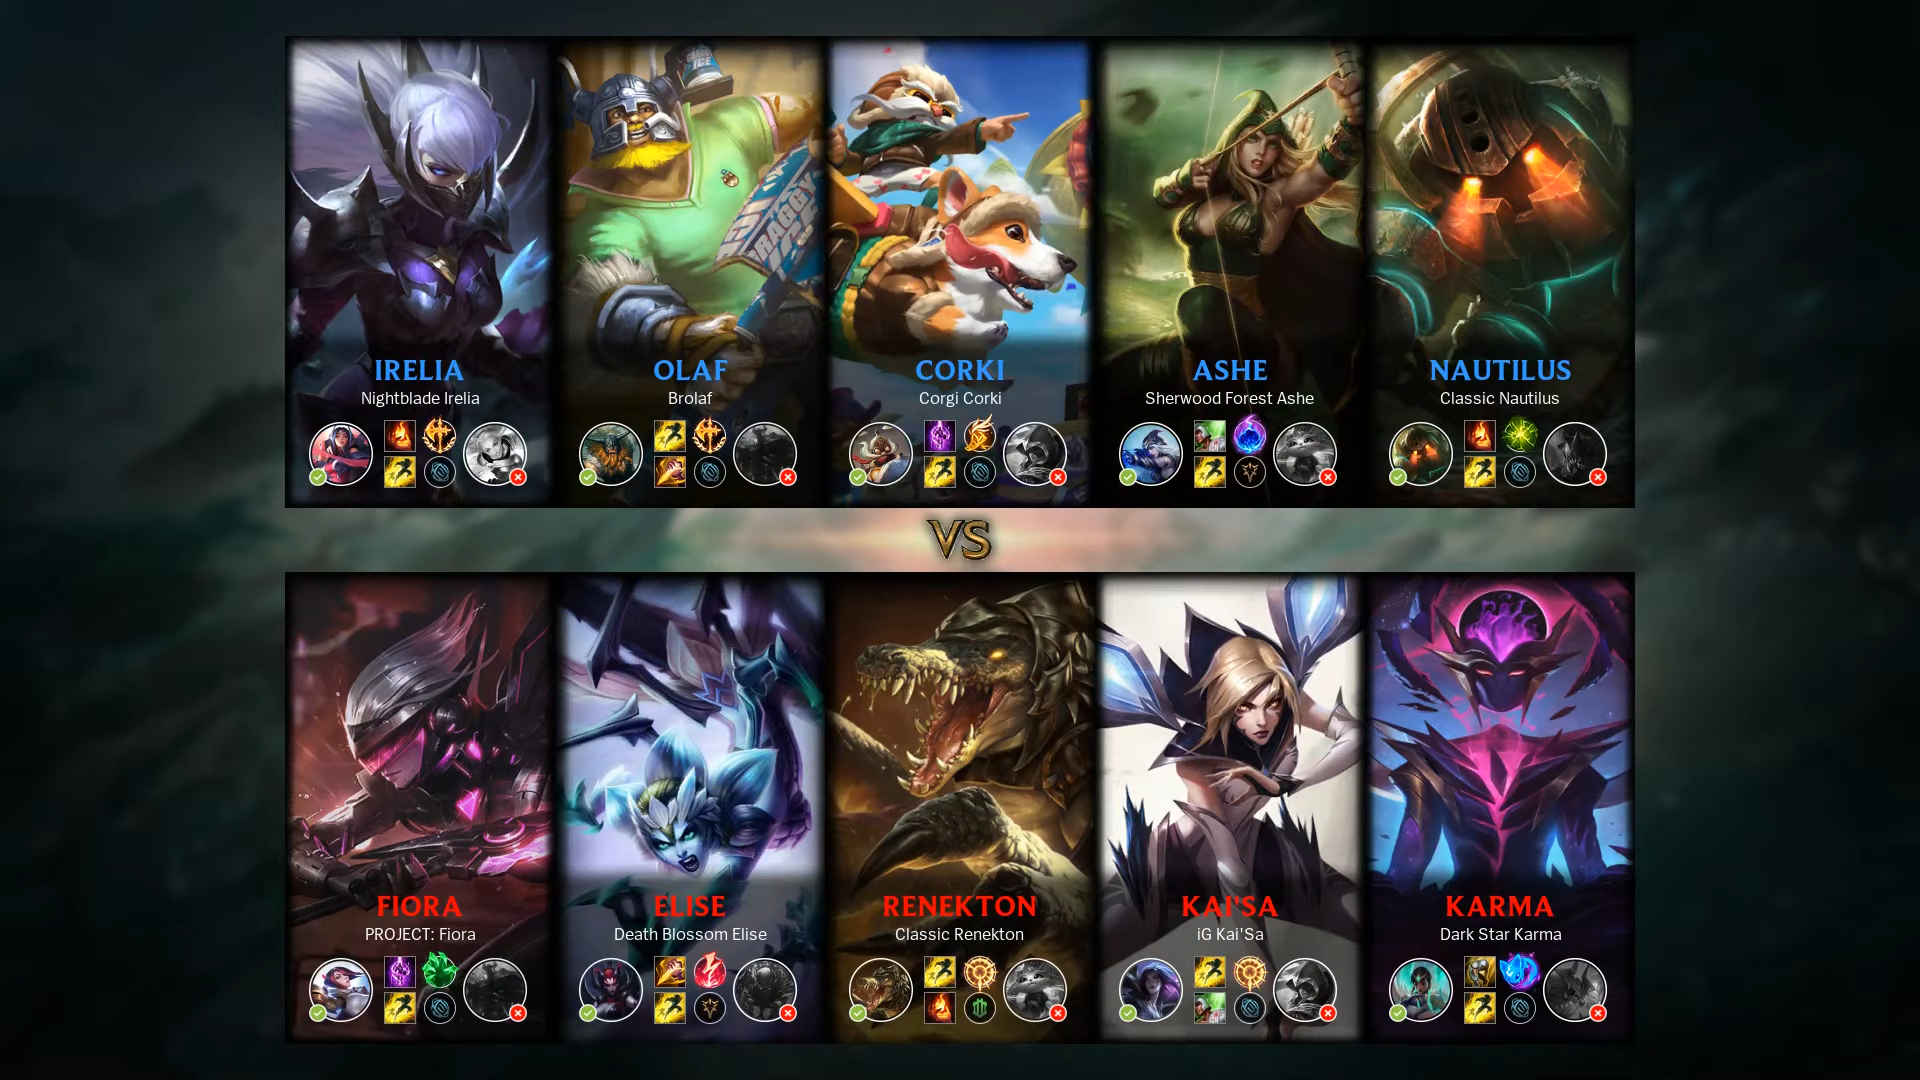 IRELIA
Nightblade Irelia
OLAF
Brolaf
CORKI
Corgi Corki
ASHE
Sherwood Forest Ashe
NAUTILUS
Classic Nautilus
VS
FIORA
PROJECT: Fiora
ELISE
Death Blossom Elise
RENEKTON
Classic Renekton
KAI'SA
iG Kai'Sa
KARMA
Dark Star Karma